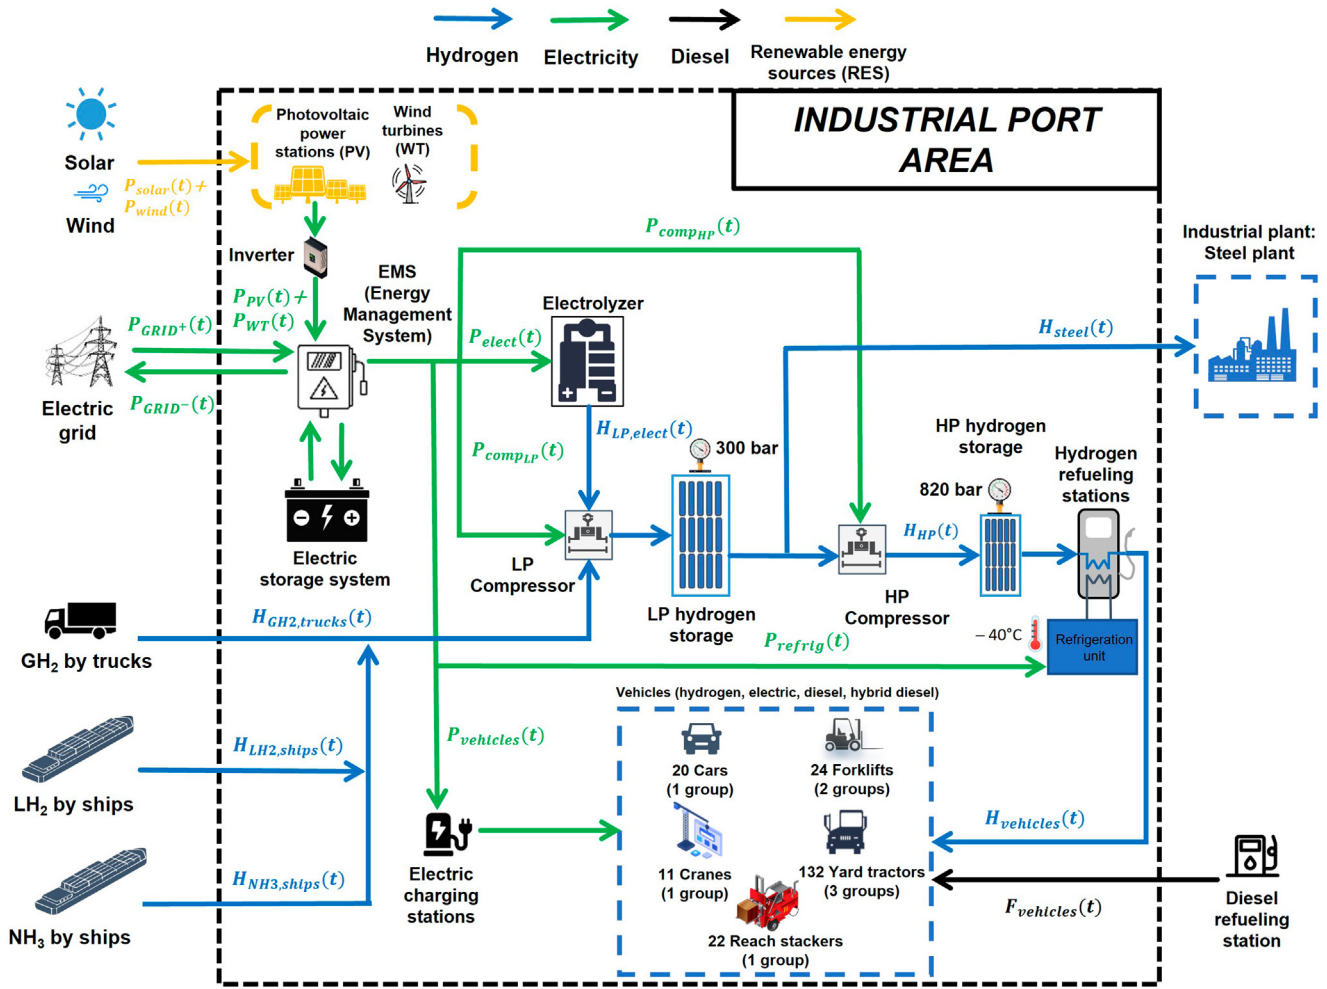 Hydrogen
Electricity
Diesel
Renewable energy
sources (RES)
INDUSTRIAL PORT
AREA
Solar
Wind
P_solar(t) +
P_wind(t)
Photovoltaic
power
stations (PV)
Wind
turbines
(WT)
Inverter
P_PV(t) +
P_WT(t)
EMS
(Energy
Management
System)
P_GRID+(t)
P_GRID−(t)
Electric
grid
Electric
storage system
P_compHP(t)
Electrolyzer
P_elect(t)
P_compLP(t)
H_LP,elect(t)
LP
Compressor
300 bar
LP hydrogen
storage
H_steel(t)
Industrial plant:
Steel plant
HP hydrogen
storage
820 bar
H_HP(t)
HP
Compressor
Hydrogen
refueling
stations
−40°C
Refrigeration
unit
P_refrig(t)
GH2 by trucks
H_GH2,trucks(t)
LH2 by ships
H_LH2,ships(t)
NH3 by ships
H_NH3,ships(t)
P_vehicles(t)
Electric
charging
stations
Vehicles (hydrogen, electric, diesel, hybrid diesel)
20 Cars
(1 group)
24 Forklifts
(2 groups)
11 Cranes
(1 group)
132 Yard tractors
(3 groups)
22 Reach stackers
(1 group)
H_vehicles(t)
F_vehicles(t)
Diesel
refueling
station